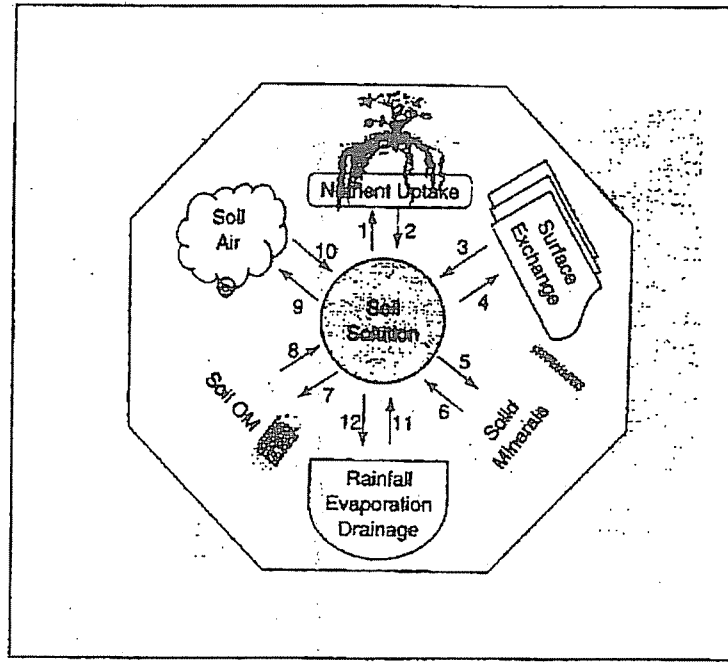 Nutrient Uptake
Soil
Air
1
2
10
3
Surface
Exchange
9
4
Soil
Solution
8
5
7
6
Soil OM
Solid
Minerals
12
11
Rainfall
Evaporation
Drainage